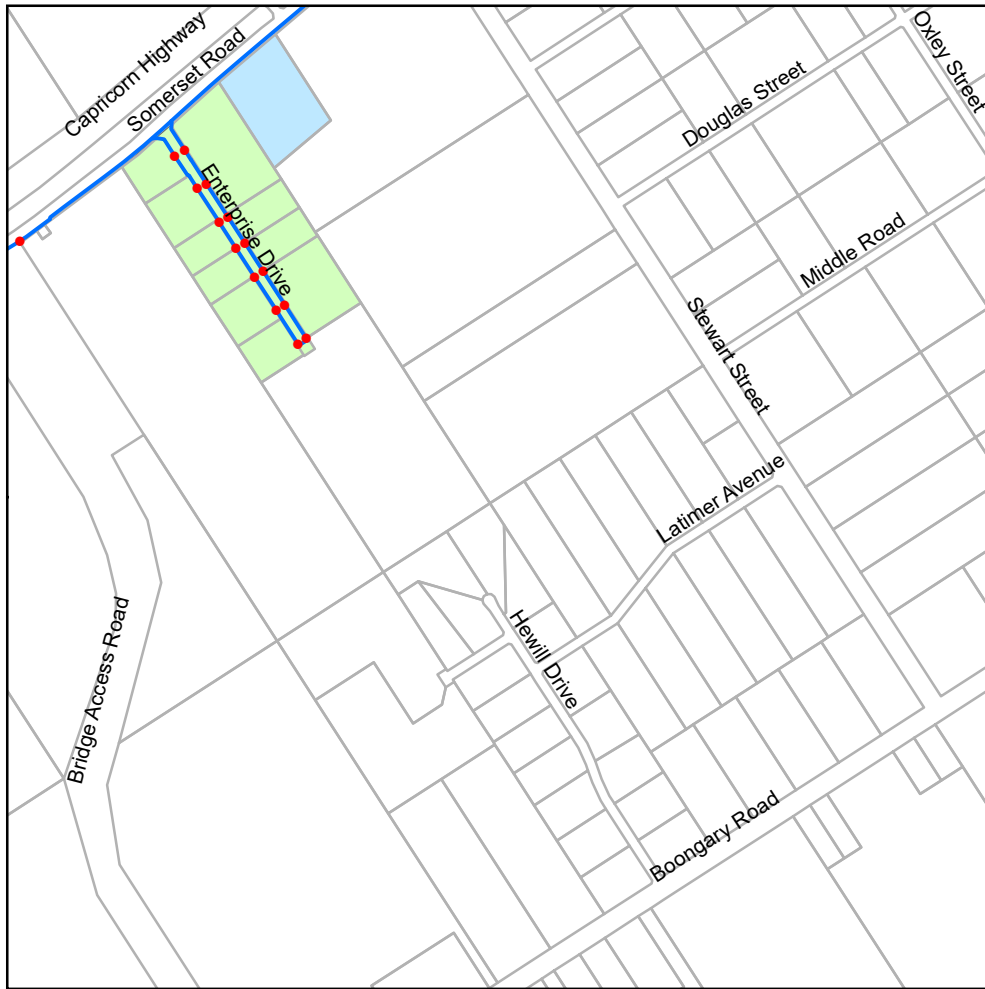 Capricorn Highway
Somerset Road
Oxley Street
Douglas Street
Enterprise Drive
Middle Road
Stewart Street
Latimer Avenue
Hewill Drive
Bridge Access Road
Boongary Road